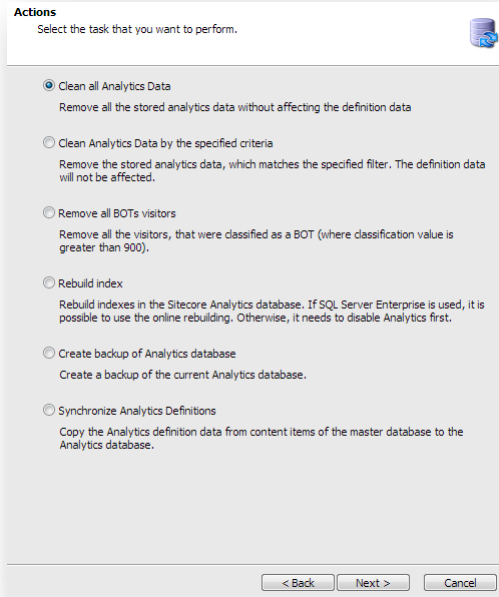 Actions
Select the task that you want to perform.
Clean all Analytics Data
Remove all the stored analytics data without affecting the definition data
Clean Analytics Data by the specified criteria
Remove the stored analytics data, which matches the specified filter. The definition data
will not be affected.
Remove all BOTs visitors
Remove all the visitors, that were classified as a BOT (where classification value is
greater than 900).
Rebuild index
Rebuild indexes in the Sitecore Analytics database. If SQL Server Enterprise is used, it is
possible to use the online rebuilding. Otherwise, it needs to disable Analytics first.
Create backup of Analytics database
Create a backup of the current Analytics database.
Synchronize Analytics Definitions
Copy the Analytics definition data from content items of the master database to the
Analytics database.
< Back Next > Cancel